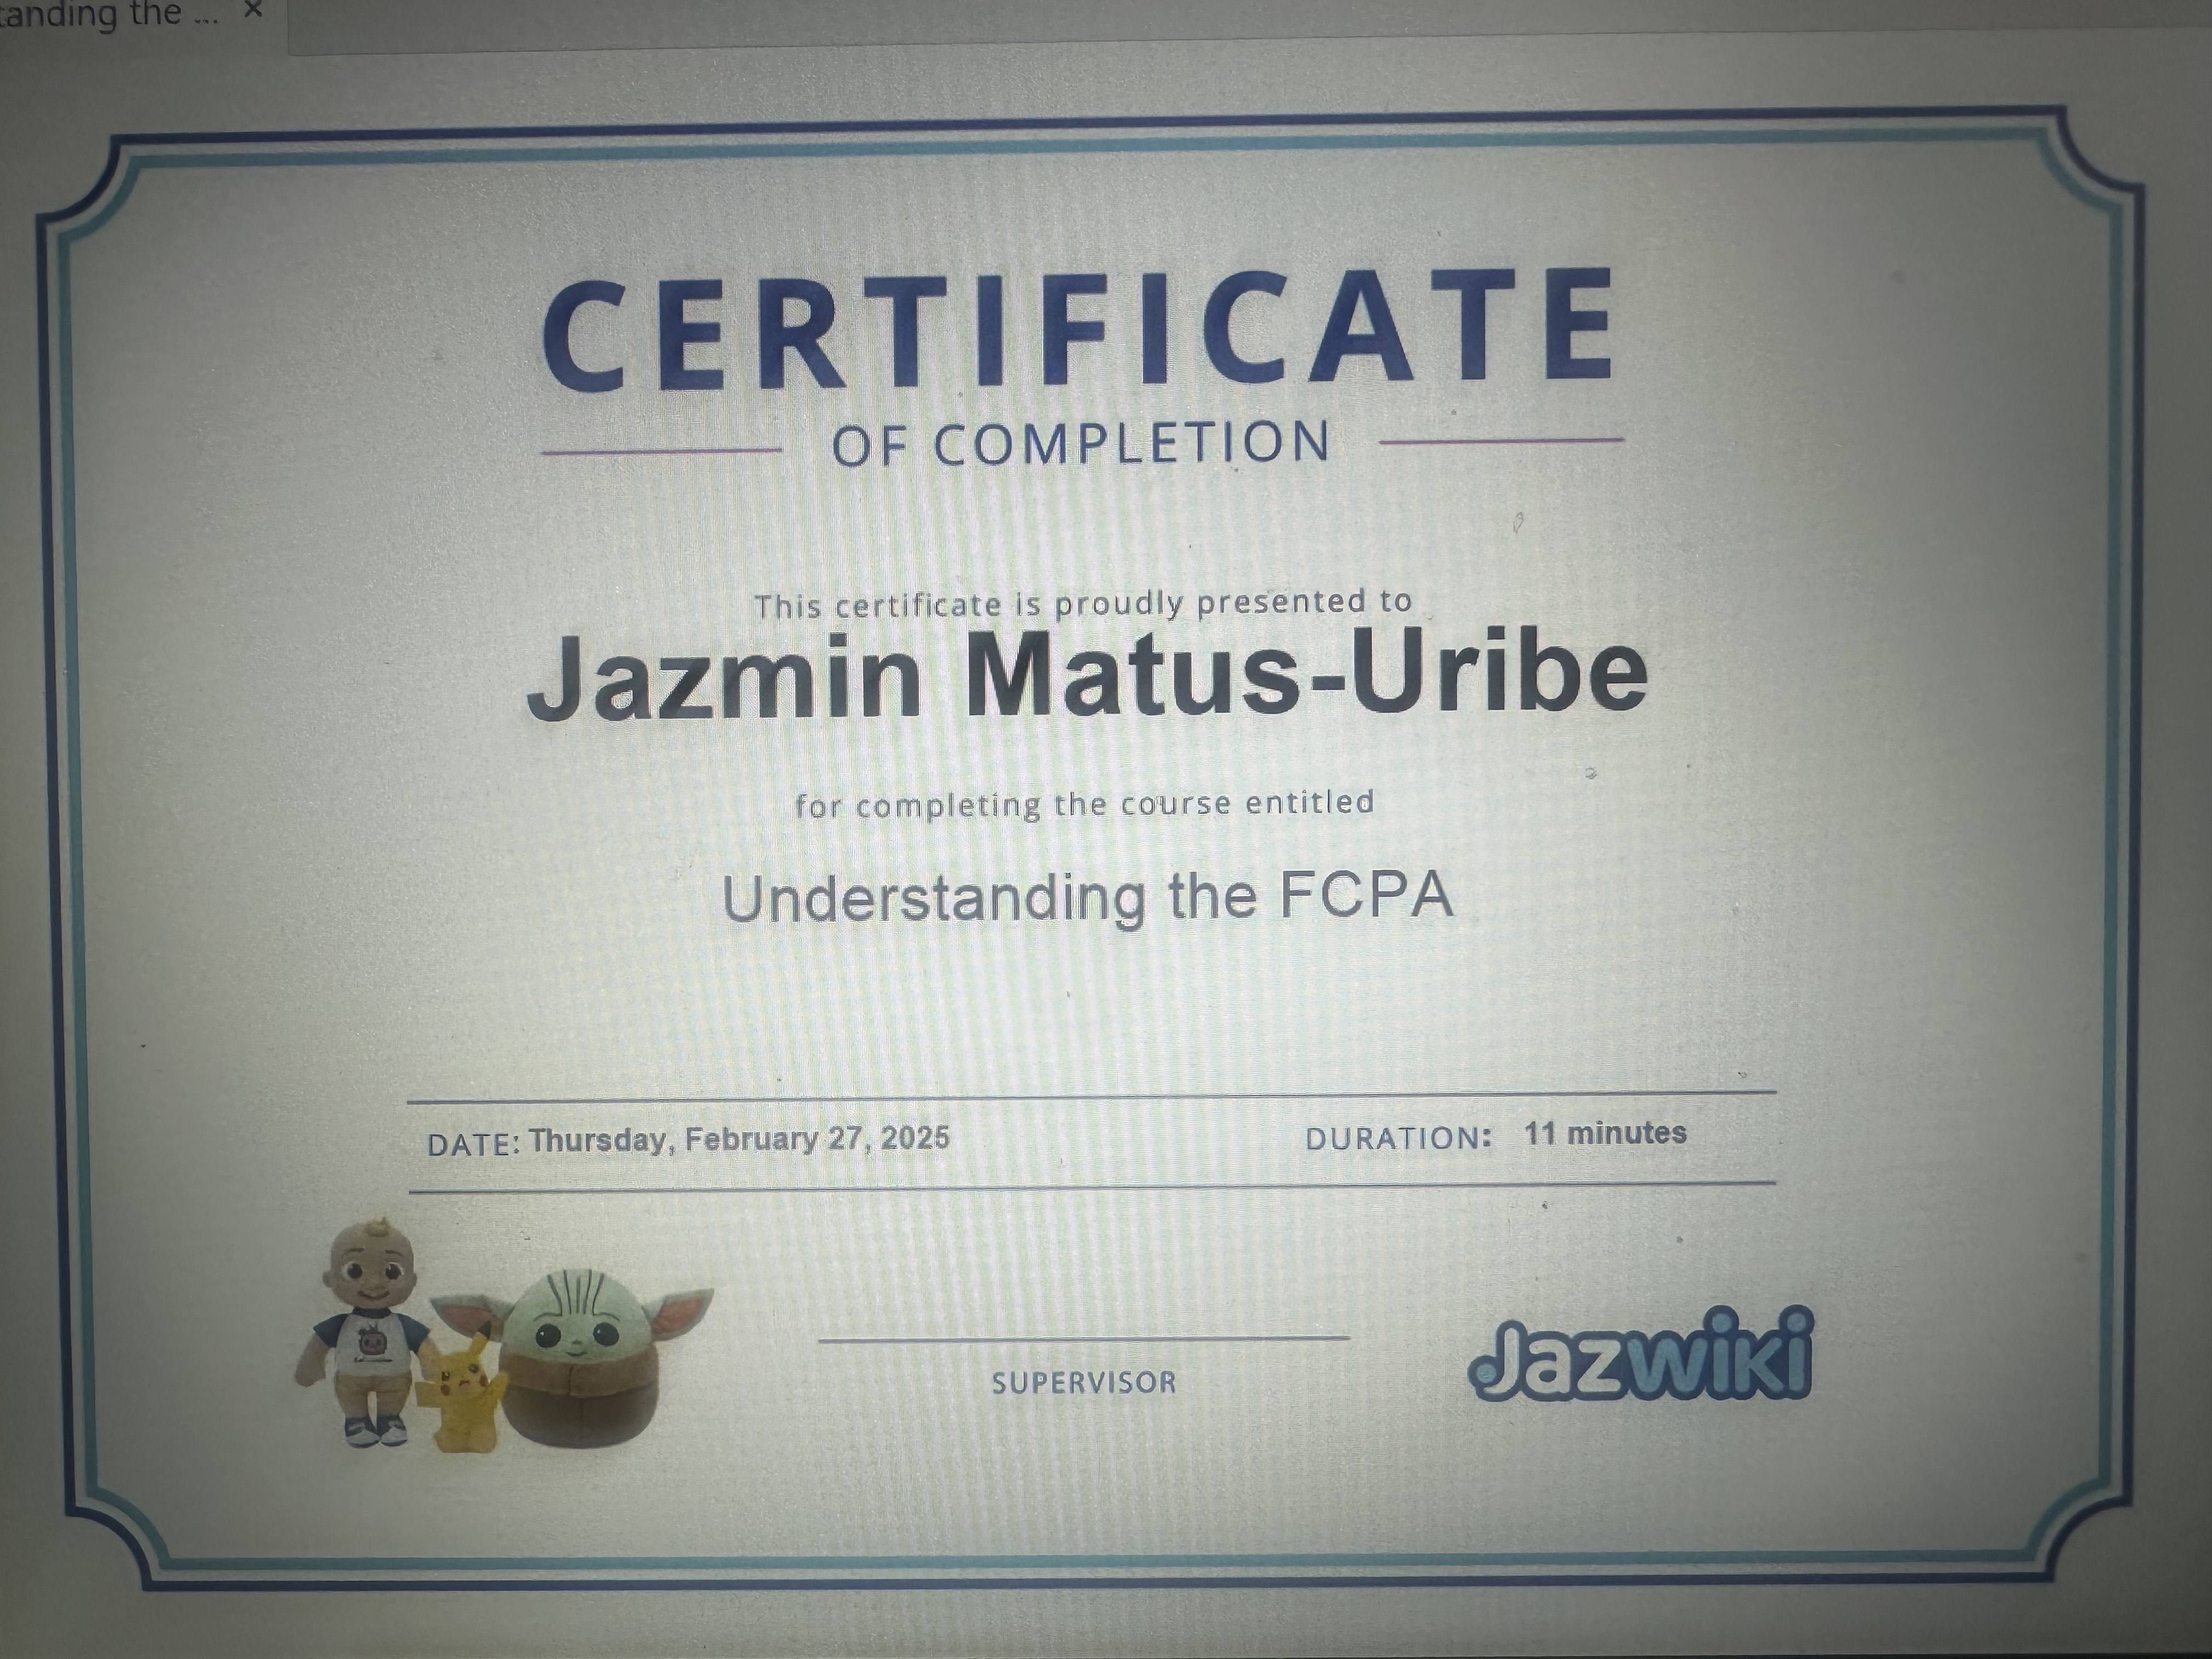 tanding the ... ×
CERTIFICATE
OF COMPLETION
This certificate is proudly presented to
Jazmin Matus-Uribe
for completing the course entitled
Understanding the FCPA
DATE: Thursday, February 27, 2025
DURATION: 11 minutes
SUPERVISOR
Jazwiki